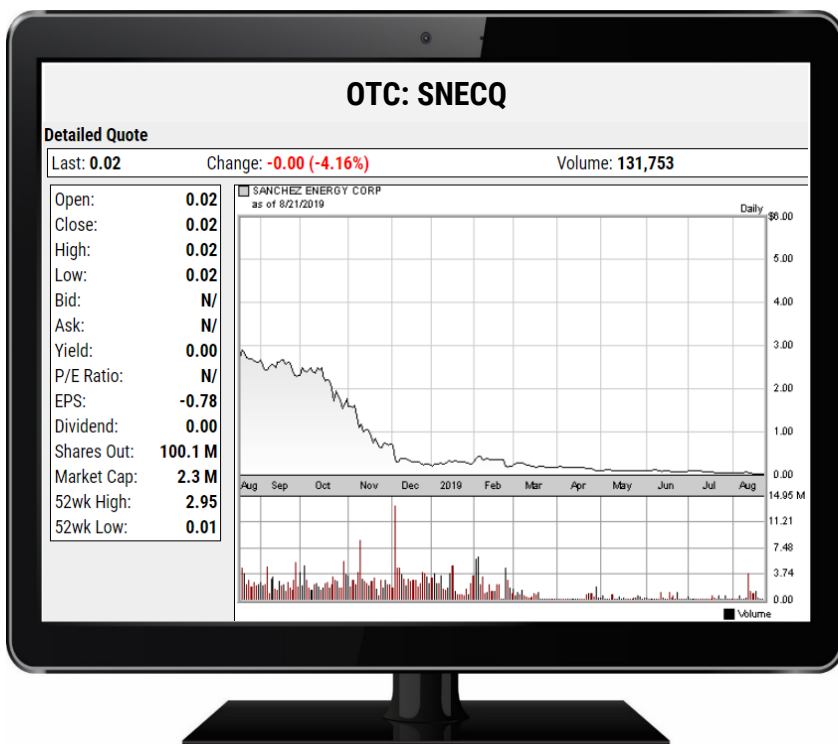 OTC: SNECQ
Detailed Quote
Last: 0.02 Change: -0.00 (-4.16%) Volume: 131,753
Open: 0.02
Close: 0.02
High: 0.02
Low: 0.02
Bid: N/
Ask: N/
Yield: 0.00
P/E Ratio: N/
EPS: -0.78
Dividend: 0.00
Shares Out: 100.1 M
Market Cap: 2.3 M
52wk High: 2.95
52wk Low: 0.01
SANCHEZ ENERGY CORP
as of 8/21/2019
Daily
$6.00
5.00
4.00
3.00
2.00
1.00
0.00
Aug Sep Oct Nov Dec 2019 Feb Mar Apr May Jun Jul Aug
14.95 M
11.21
7.48
3.74
0.00
Volume